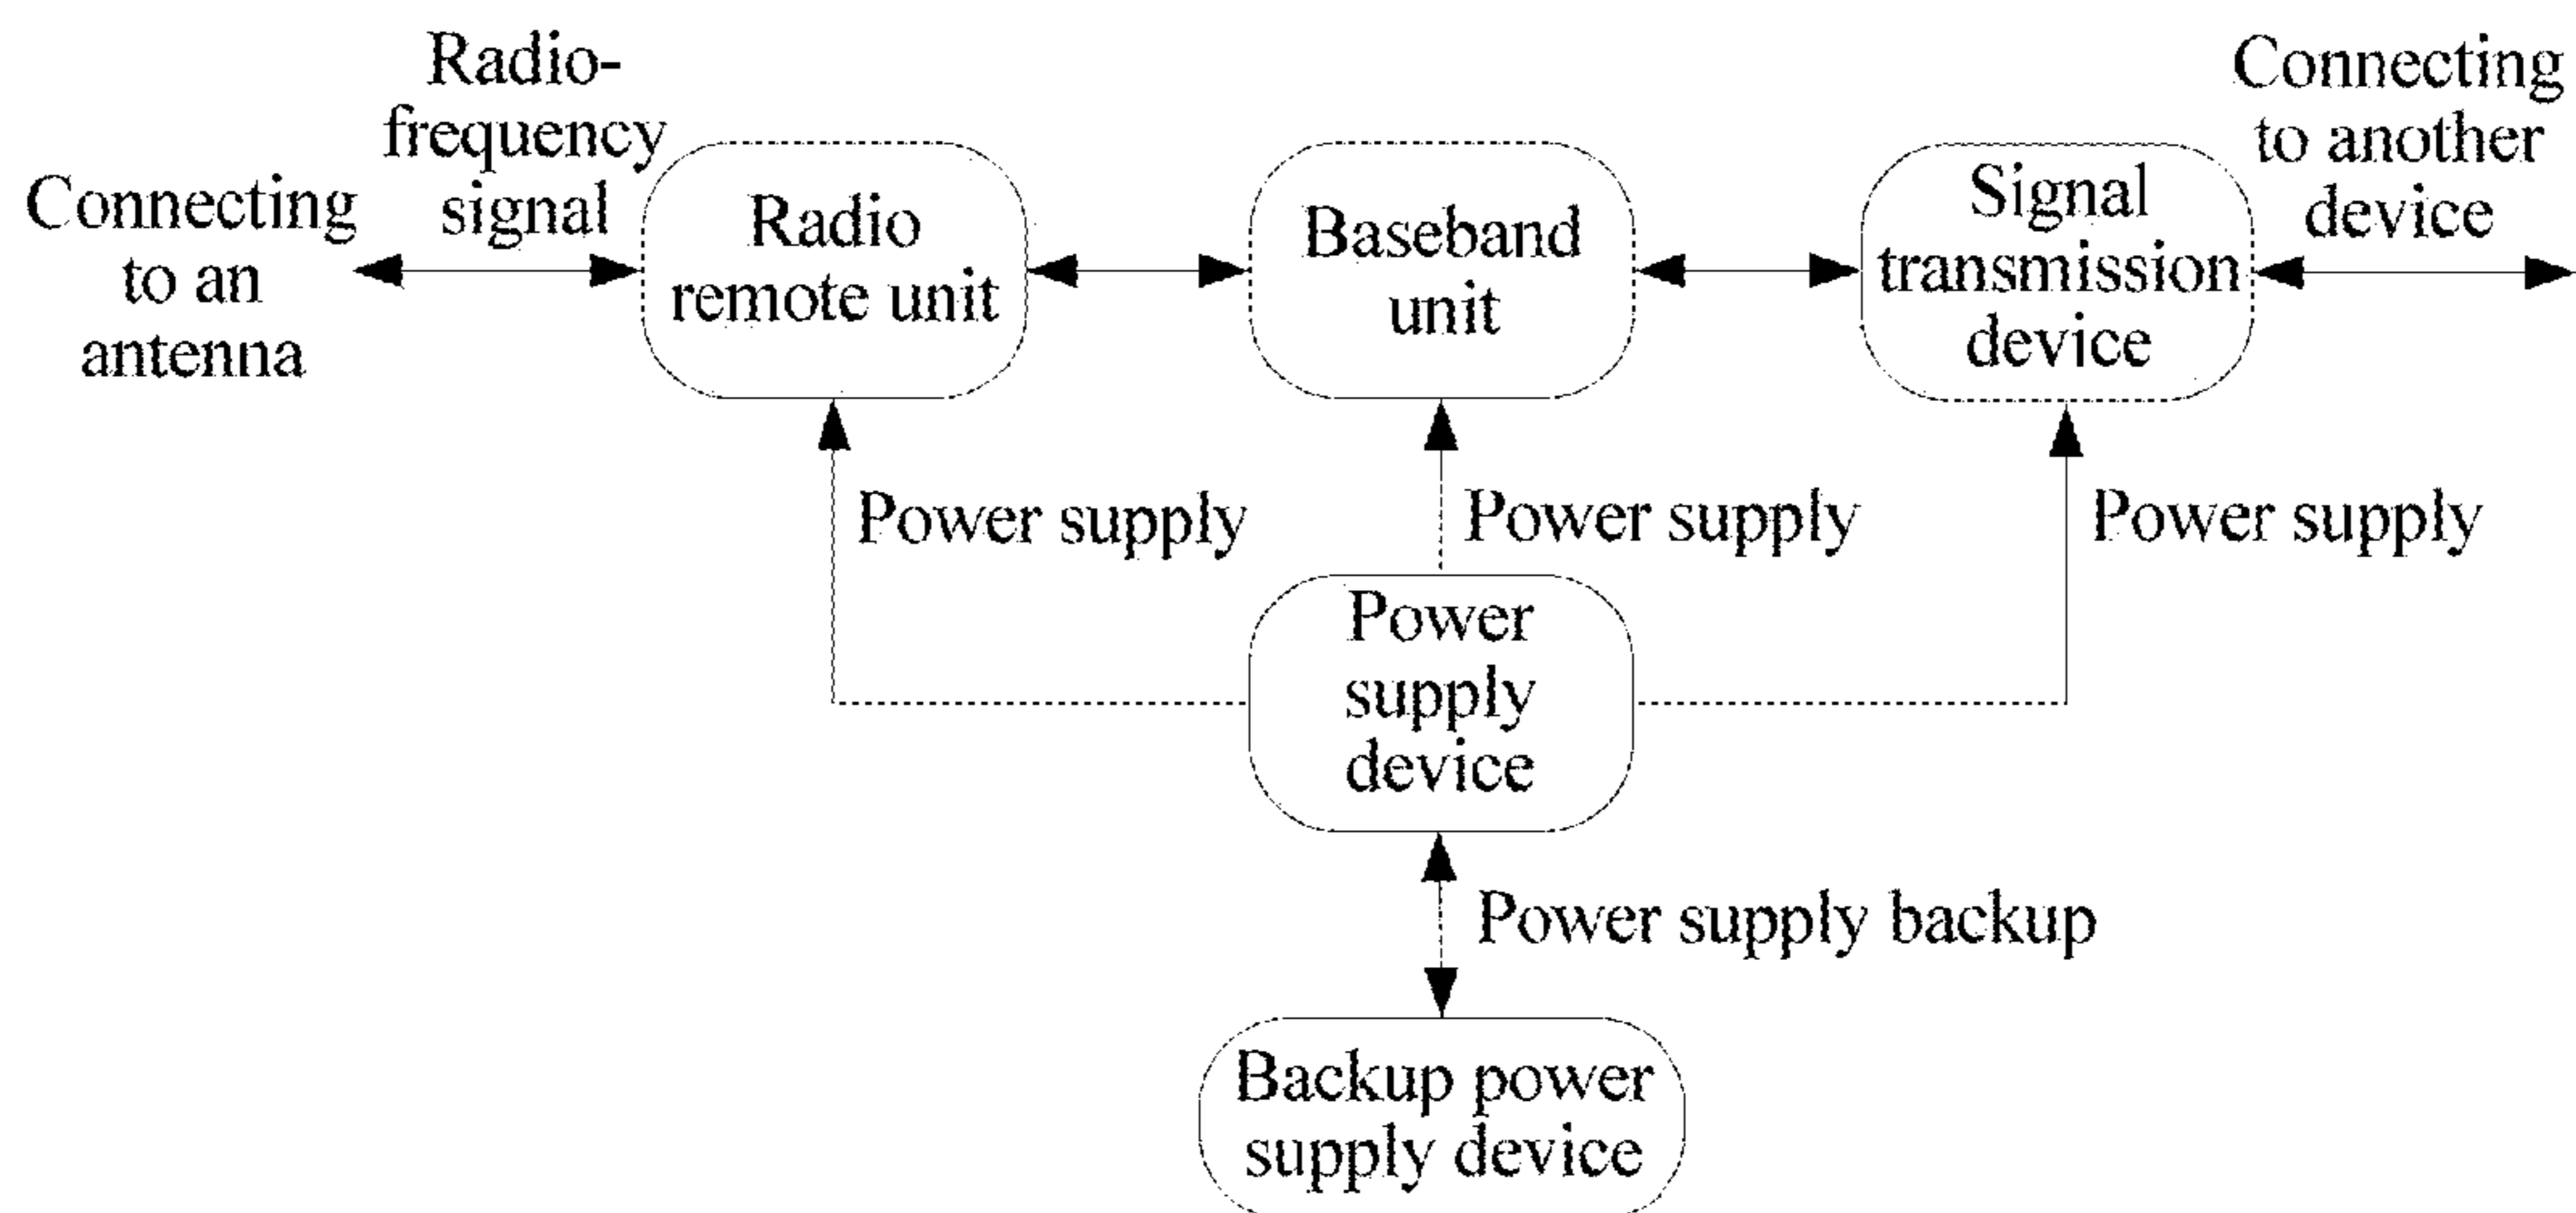 Connecting
to an
antenna
Radio-
frequency
signal
Radio
remote unit
Baseband
unit
Signal
transmission
device
Connecting
to another
device
Power supply
Power supply
Power supply
Power
supply
device
Power supply backup
Backup power
supply device